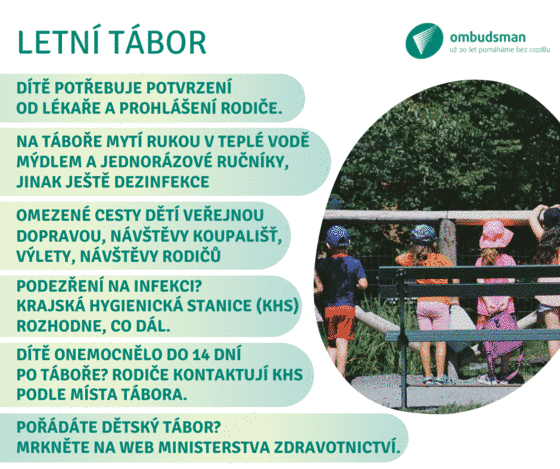 LETNÍ TÁBOR
ombudsman
už 20 let pomáháme bez rozdílu
DÍTĚ POTŘEBUJE POTVRZENÍ
OD LÉKAŘE A PROHLÁŠENÍ RODIČE.
NA TÁBOŘE MYTÍ RUKOU V TEPLÉ VODĚ
MÝDLEM A JEDNORÁZOVÉ RUČNÍKY,
JINAK JEŠTĚ DEZINFEKCE
OMEZENÉ CESTY DĚTÍ VEŘEJNOU
DOPRAVOU, NÁVŠTĚVY KOUPALIŠŤ,
VÝLETY, NÁVŠTĚVY RODIČŮ
PODEZŘENÍ NA INFEKCI?
KRAJSKÁ HYGIENICKÁ STANICE (KHS)
ROZHODNE, CO DÁL.
DÍTĚ ONEMOCNĚLO DO 14 DNÍ
PO TÁBOŘE? RODIČE KONTAKTUJÍ KHS
PODLE MÍSTA TÁBORA.
POŘÁDÁTE DĚTSKÝ TÁBOR?
MRKNĚTE NA WEB MINISTERSTVA ZDRAVOTNICTVÍ.